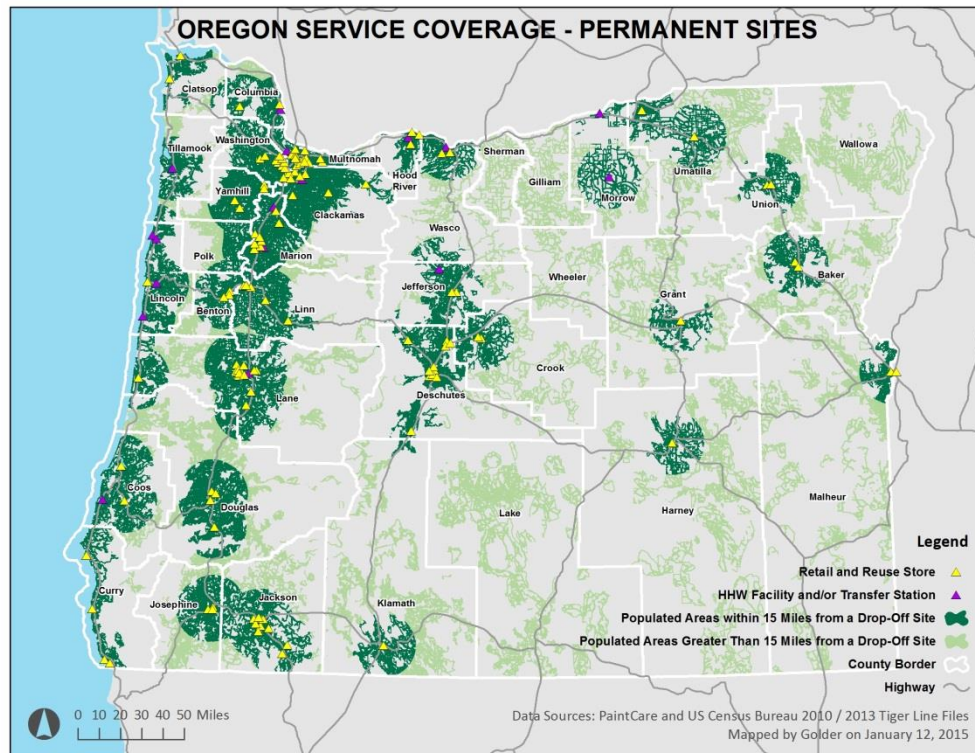 OREGON SERVICE COVERAGE - PERMANENT SITES
Clatsop
Columbia
Tillamook
Washington
Multnomah
Hood
River
Sherman
Gilliam
Morrow
Umatilla
Wallowa
Union
Yamhill
Clackamas
Wasco
Polk
Marion
Jefferson
Wheeler
Grant
Baker
Lincoln
Benton
Linn
Crook
Lane
Deschutes
Coos
Douglas
Lake
Harney
Malheur
Curry
Josephine
Jackson
Klamath
Legend
Retail and Reuse Store
HHW Facility and/or Transfer Station
Populated Areas within 15 Miles from a Drop-Off Site
Populated Areas Greater Than 15 Miles from a Drop-Off Site
County Border
Highway
0 10 20 30 40 50 Miles
Data Sources: PaintCare and US Census Bureau 2010 / 2013 Tiger Line Files
Mapped by Golder on January 12, 2015